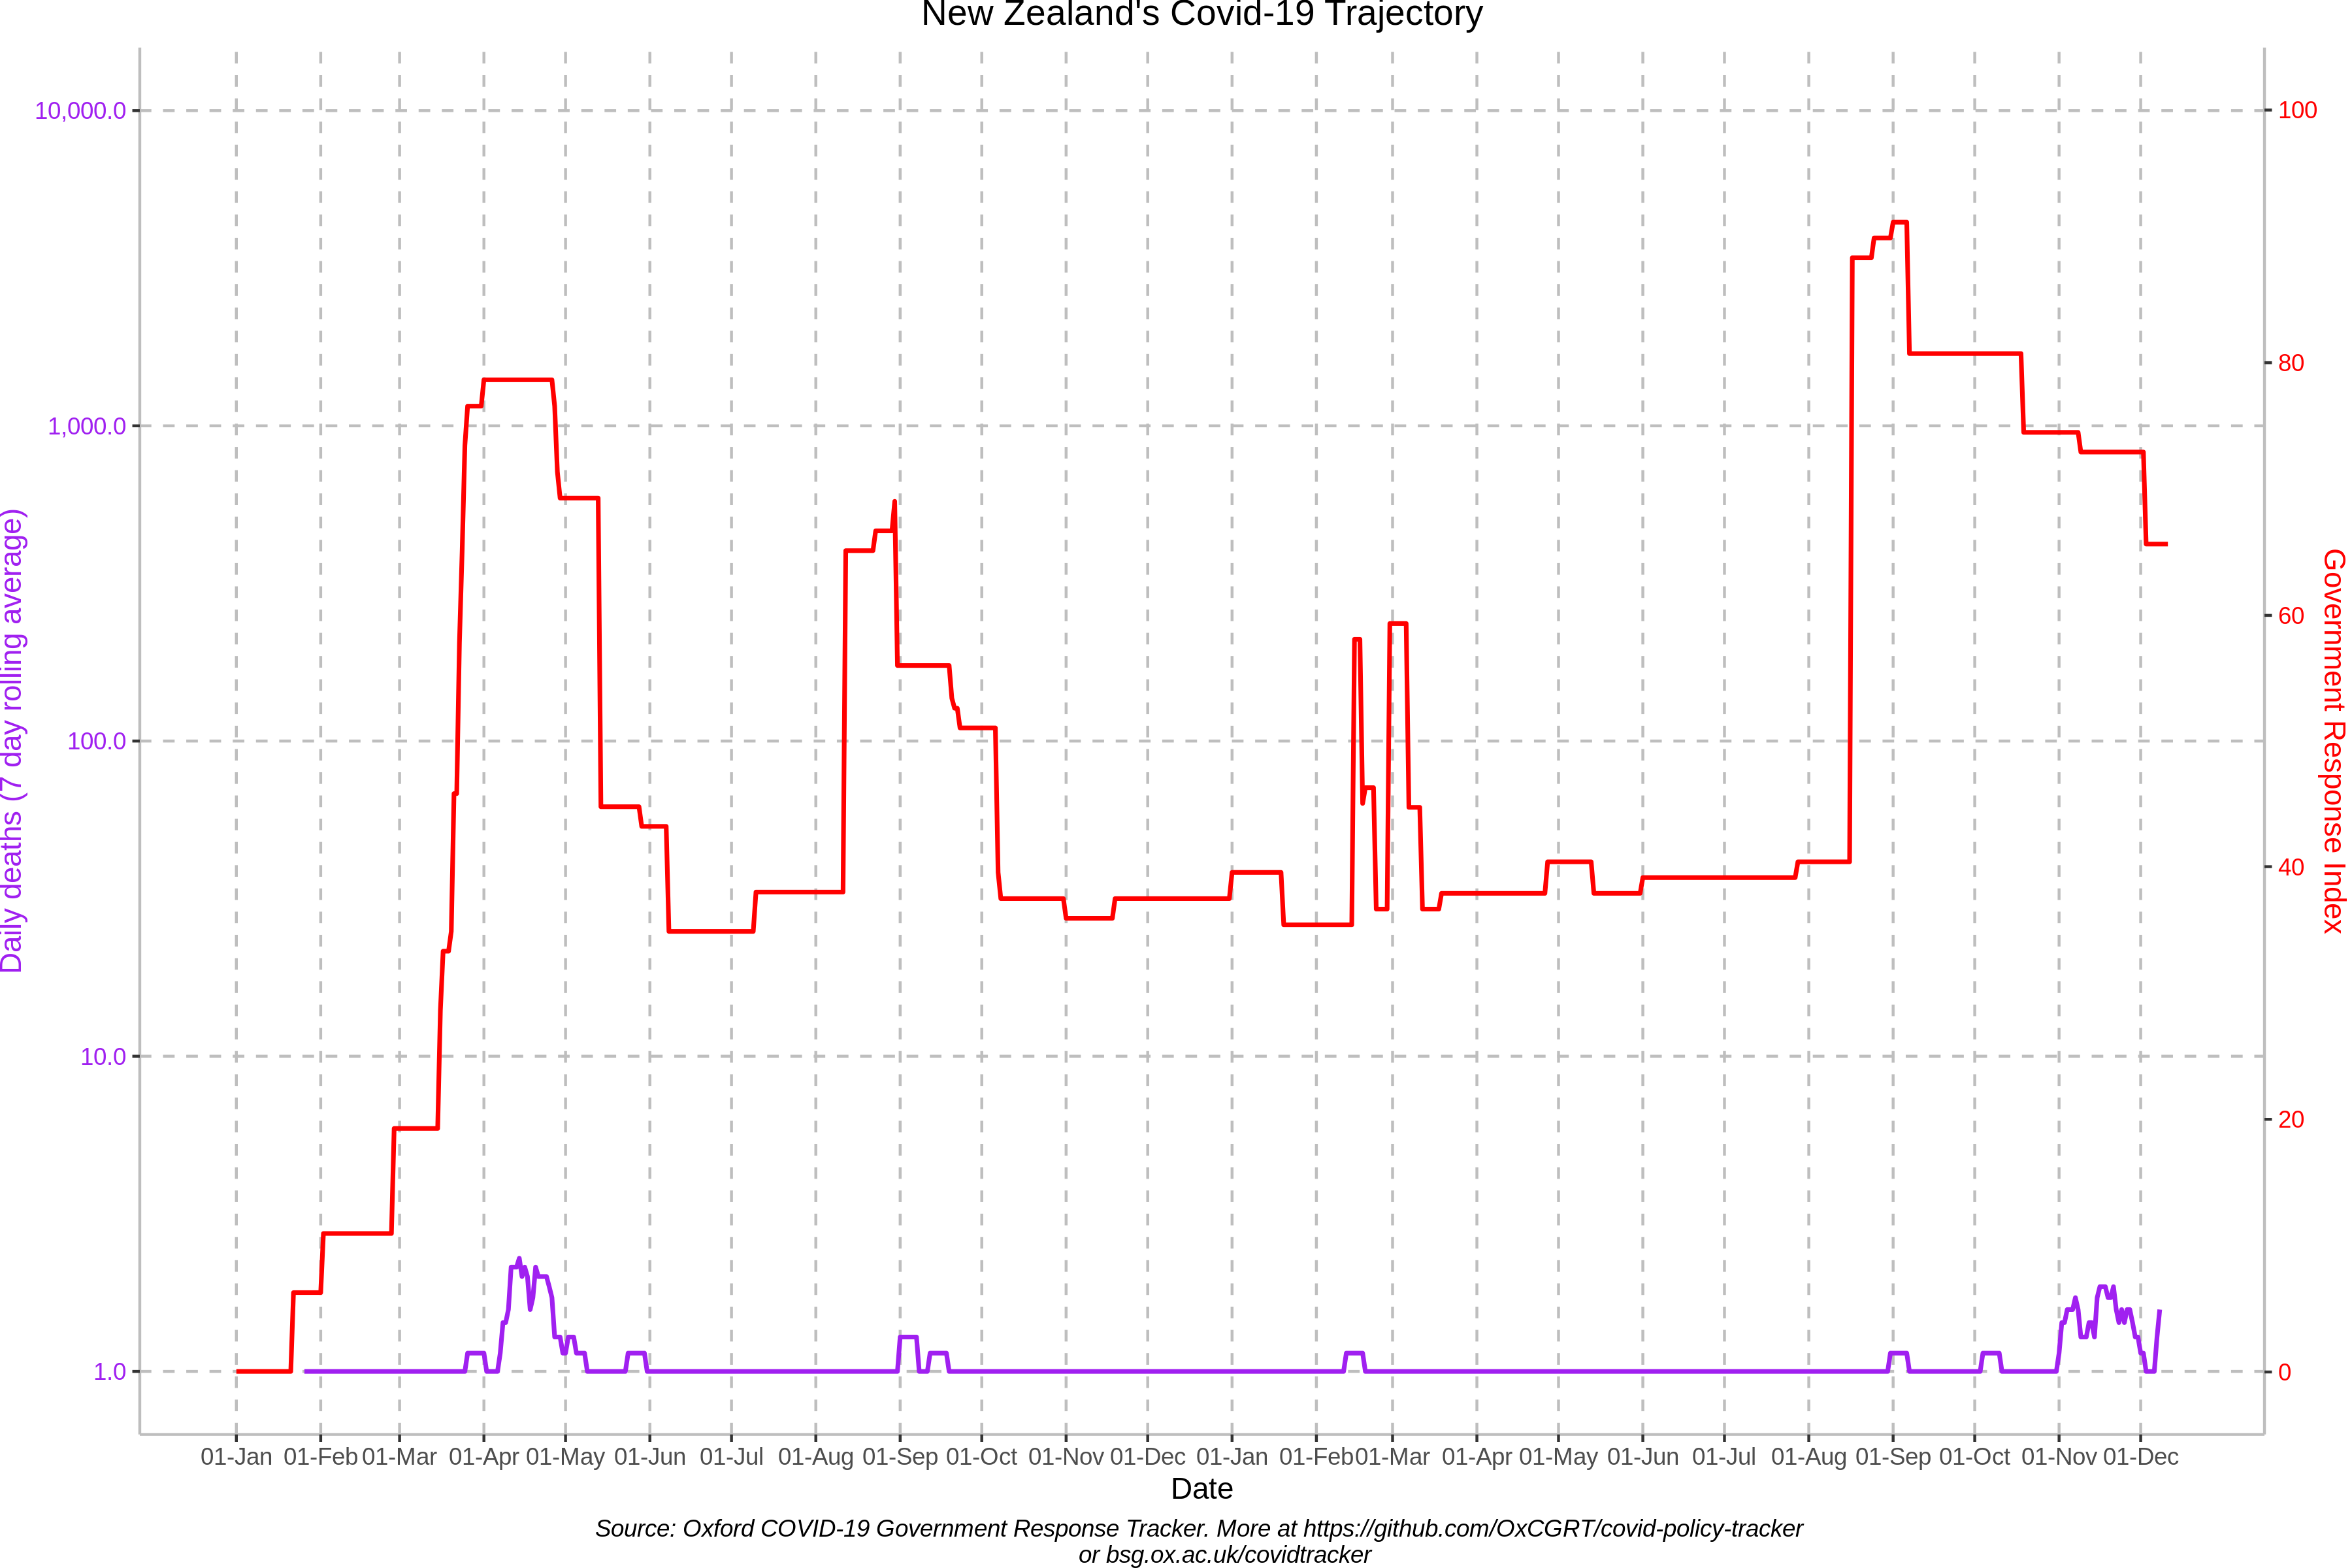 New Zealand's Covid-19 Trajectory
10,000.0
1,000.0
100.0
10.0
1.0
Daily deaths (7 day rolling average)
100
80
60
40
20
0
Government Response Index
01-Jan 01-Feb 01-Mar 01-Apr 01-May 01-Jun 01-Jul 01-Aug 01-Sep 01-Oct 01-Nov 01-Dec 01-Jan 01-Feb 01-Mar 01-Apr 01-May 01-Jun 01-Jul 01-Aug 01-Sep 01-Oct 01-Nov 01-Dec
Date
Source: Oxford COVID-19 Government Response Tracker. More at https://github.com/OxCGRT/covid-policy-tracker
or bsg.ox.ac.uk/covidtracker